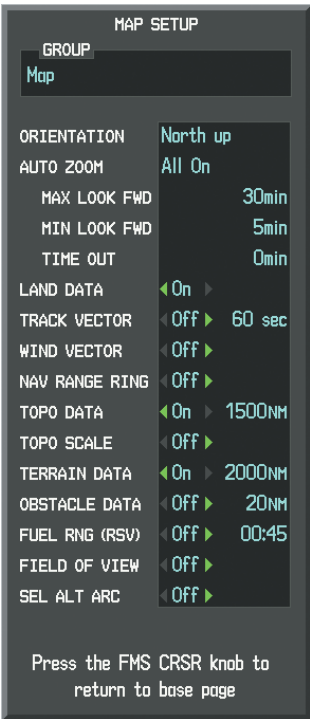 MAP SETUP
GROUP
Map
ORIENTATION North up
AUTO ZOOM All On
MAX LOOK FWD 30min
MIN LOOK FWD 5min
TIME OUT 0min
LAND DATA On
TRACK VECTOR Off 60 sec
WIND VECTOR Off
NAV RANGE RING Off
TOPO DATA On 1500NM
TOPO SCALE Off
TERRAIN DATA On 2000NM
OBSTACLE DATA Off 20NM
FUEL RNG (RSV) Off 00:45
FIELD OF VIEW Off
SEL ALT ARC Off
Press the FMS CRSR knob to
return to base page